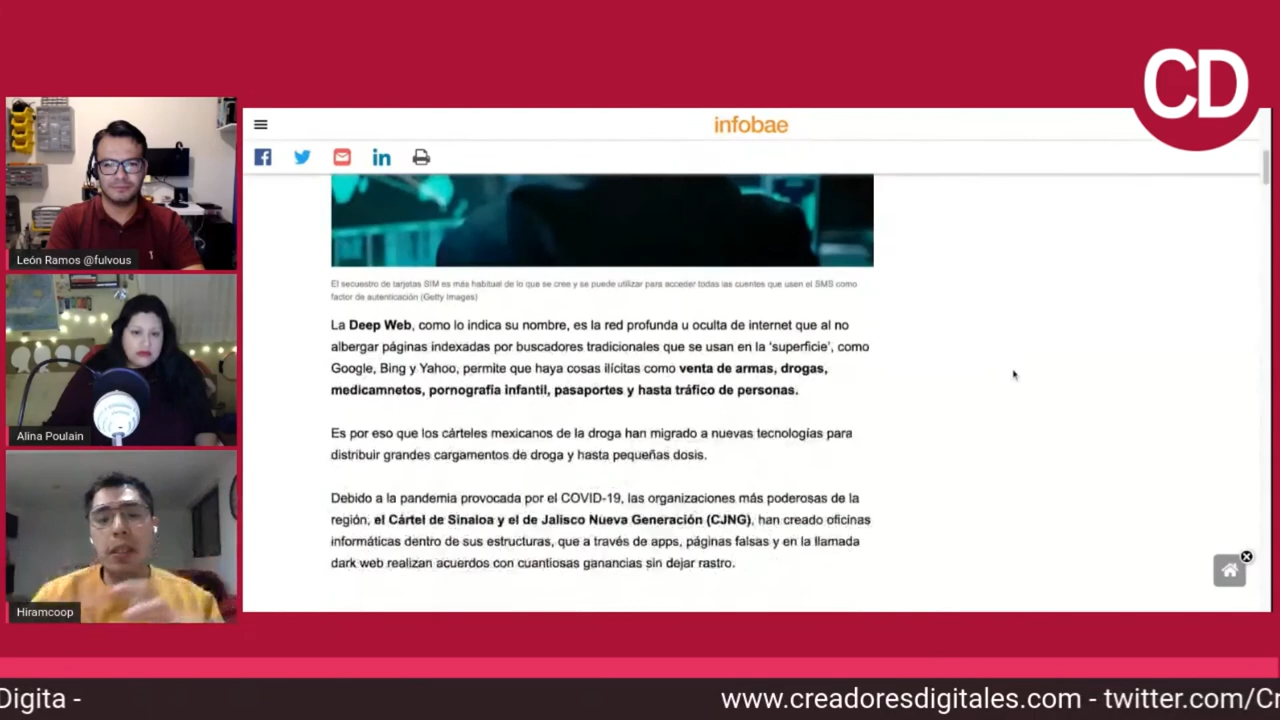 CD
infobae
León Ramos @fulvous
Alina Poulain
Hiramcoop
El secuestro de tarjetas SIM es más habitual de lo que se cree y se puede utilizar para acceder todas las cuentes que usen el SMS como
factor de autenticación (Getty Images)
La Deep Web, como lo indica su nombre, es la red profunda u oculta de internet que al no
albergar páginas indexadas por buscadores tradicionales que se usan en la ‘superficie’, como
Google, Bing y Yahoo, permite que haya cosas ilícitas como venta de armas, drogas,
medicamnetos, pornografía infantil, pasaportes y hasta tráfico de personas.
Es por eso que los cárteles mexicanos de la droga han migrado a nuevas tecnologías para
distribuir grandes cargamentos de droga y hasta pequeñas dosis.
Debido a la pandemia provocada por el COVID-19, las organizaciones más poderosas de la
región, el Cártel de Sinaloa y el de Jalisco Nueva Generación (CJNG), han creado oficinas
informáticas dentro de sus estructuras, que a través de apps, páginas falsas y en la llamada
dark web realizan acuerdos con cuantiosas ganancias sin dejar rastro.
Digita - www.creadoresdigitales.com - twitter.com/Cr